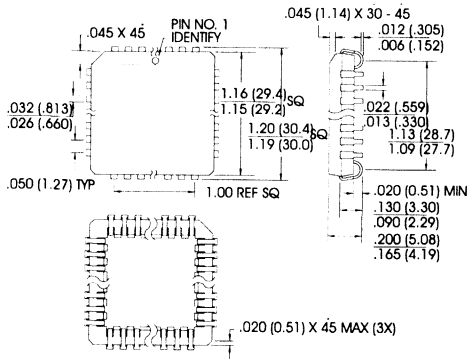 PIN NO. 1
IDENTIFY
.045 X 45
.045 (1.14) X 30 - 45
.012 (.305)
.006 (.152)
1.16 (29.4)
1.15 (29.2)
SQ
.032 (.813)
.026 (.660)
.022 (.559)
.013 (.330)
1.20 (30.4)
1.19 (30.0)
SQ
1.13 (28.7)
1.09 (27.7)
.050 (1.27) TYP
1.00 REF SQ
.020 (0.51) MIN
.130 (3.30)
.090 (2.29)
.200 (5.08)
.165 (4.19)
.020 (0.51) X 45 MAX (3X)